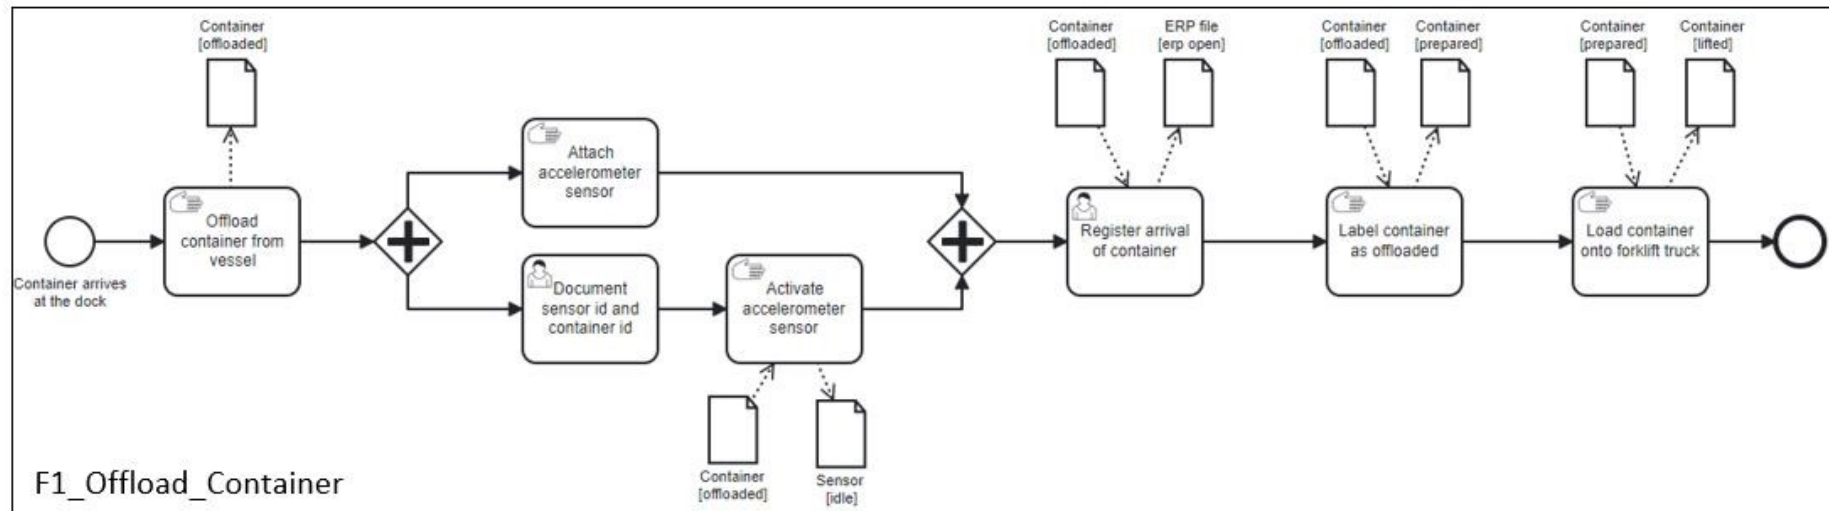 Container
[offloaded]
Container
[offloaded]
ERP file
[erp open]
Container
[offloaded]
Container
[prepared]
Container
[prepared]
Container
[lifted]
Container arrives
at the dock
Offload
container from
vessel
Attach
accelerometer
sensor
Document
sensor id and
container id
Activate
accelerometer
sensor
Register arrival
of container
Label container
as offloaded
Load container
onto forklift truck
Container
[offloaded]
Sensor
[idle]
F1_Offload_Container